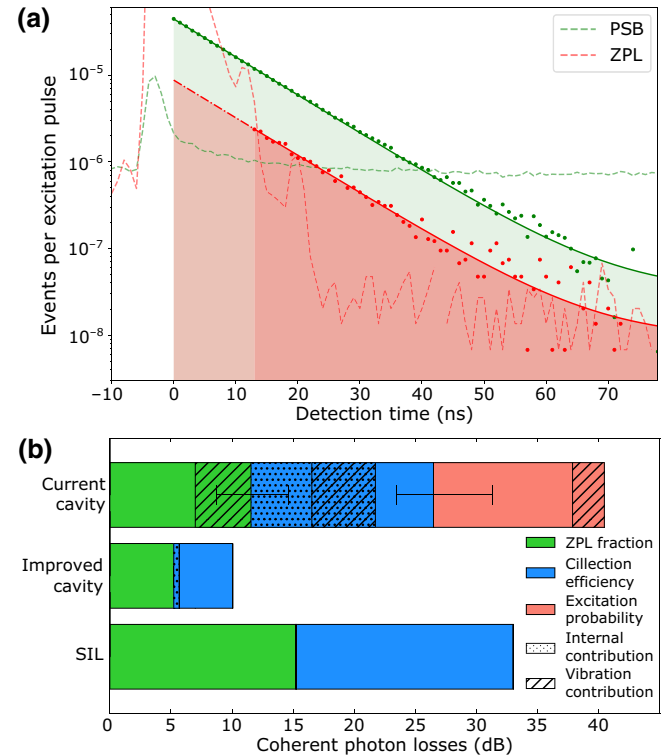 (a)
PSB
ZPL
10⁻⁵
10⁻⁶
10⁻⁷
10⁻⁸
Events per excitation pulse
−10 0 10 20 30 40 50 60 70
Detection time (ns)
(b)
Current
cavity
Improved
cavity
SIL
ZPL fraction
Cillection
efficiency
Excitation
probability
Internal
contribution
Vibration
contribution
0 5 10 15 20 25 30 35 40
Coherent photon losses (dB)